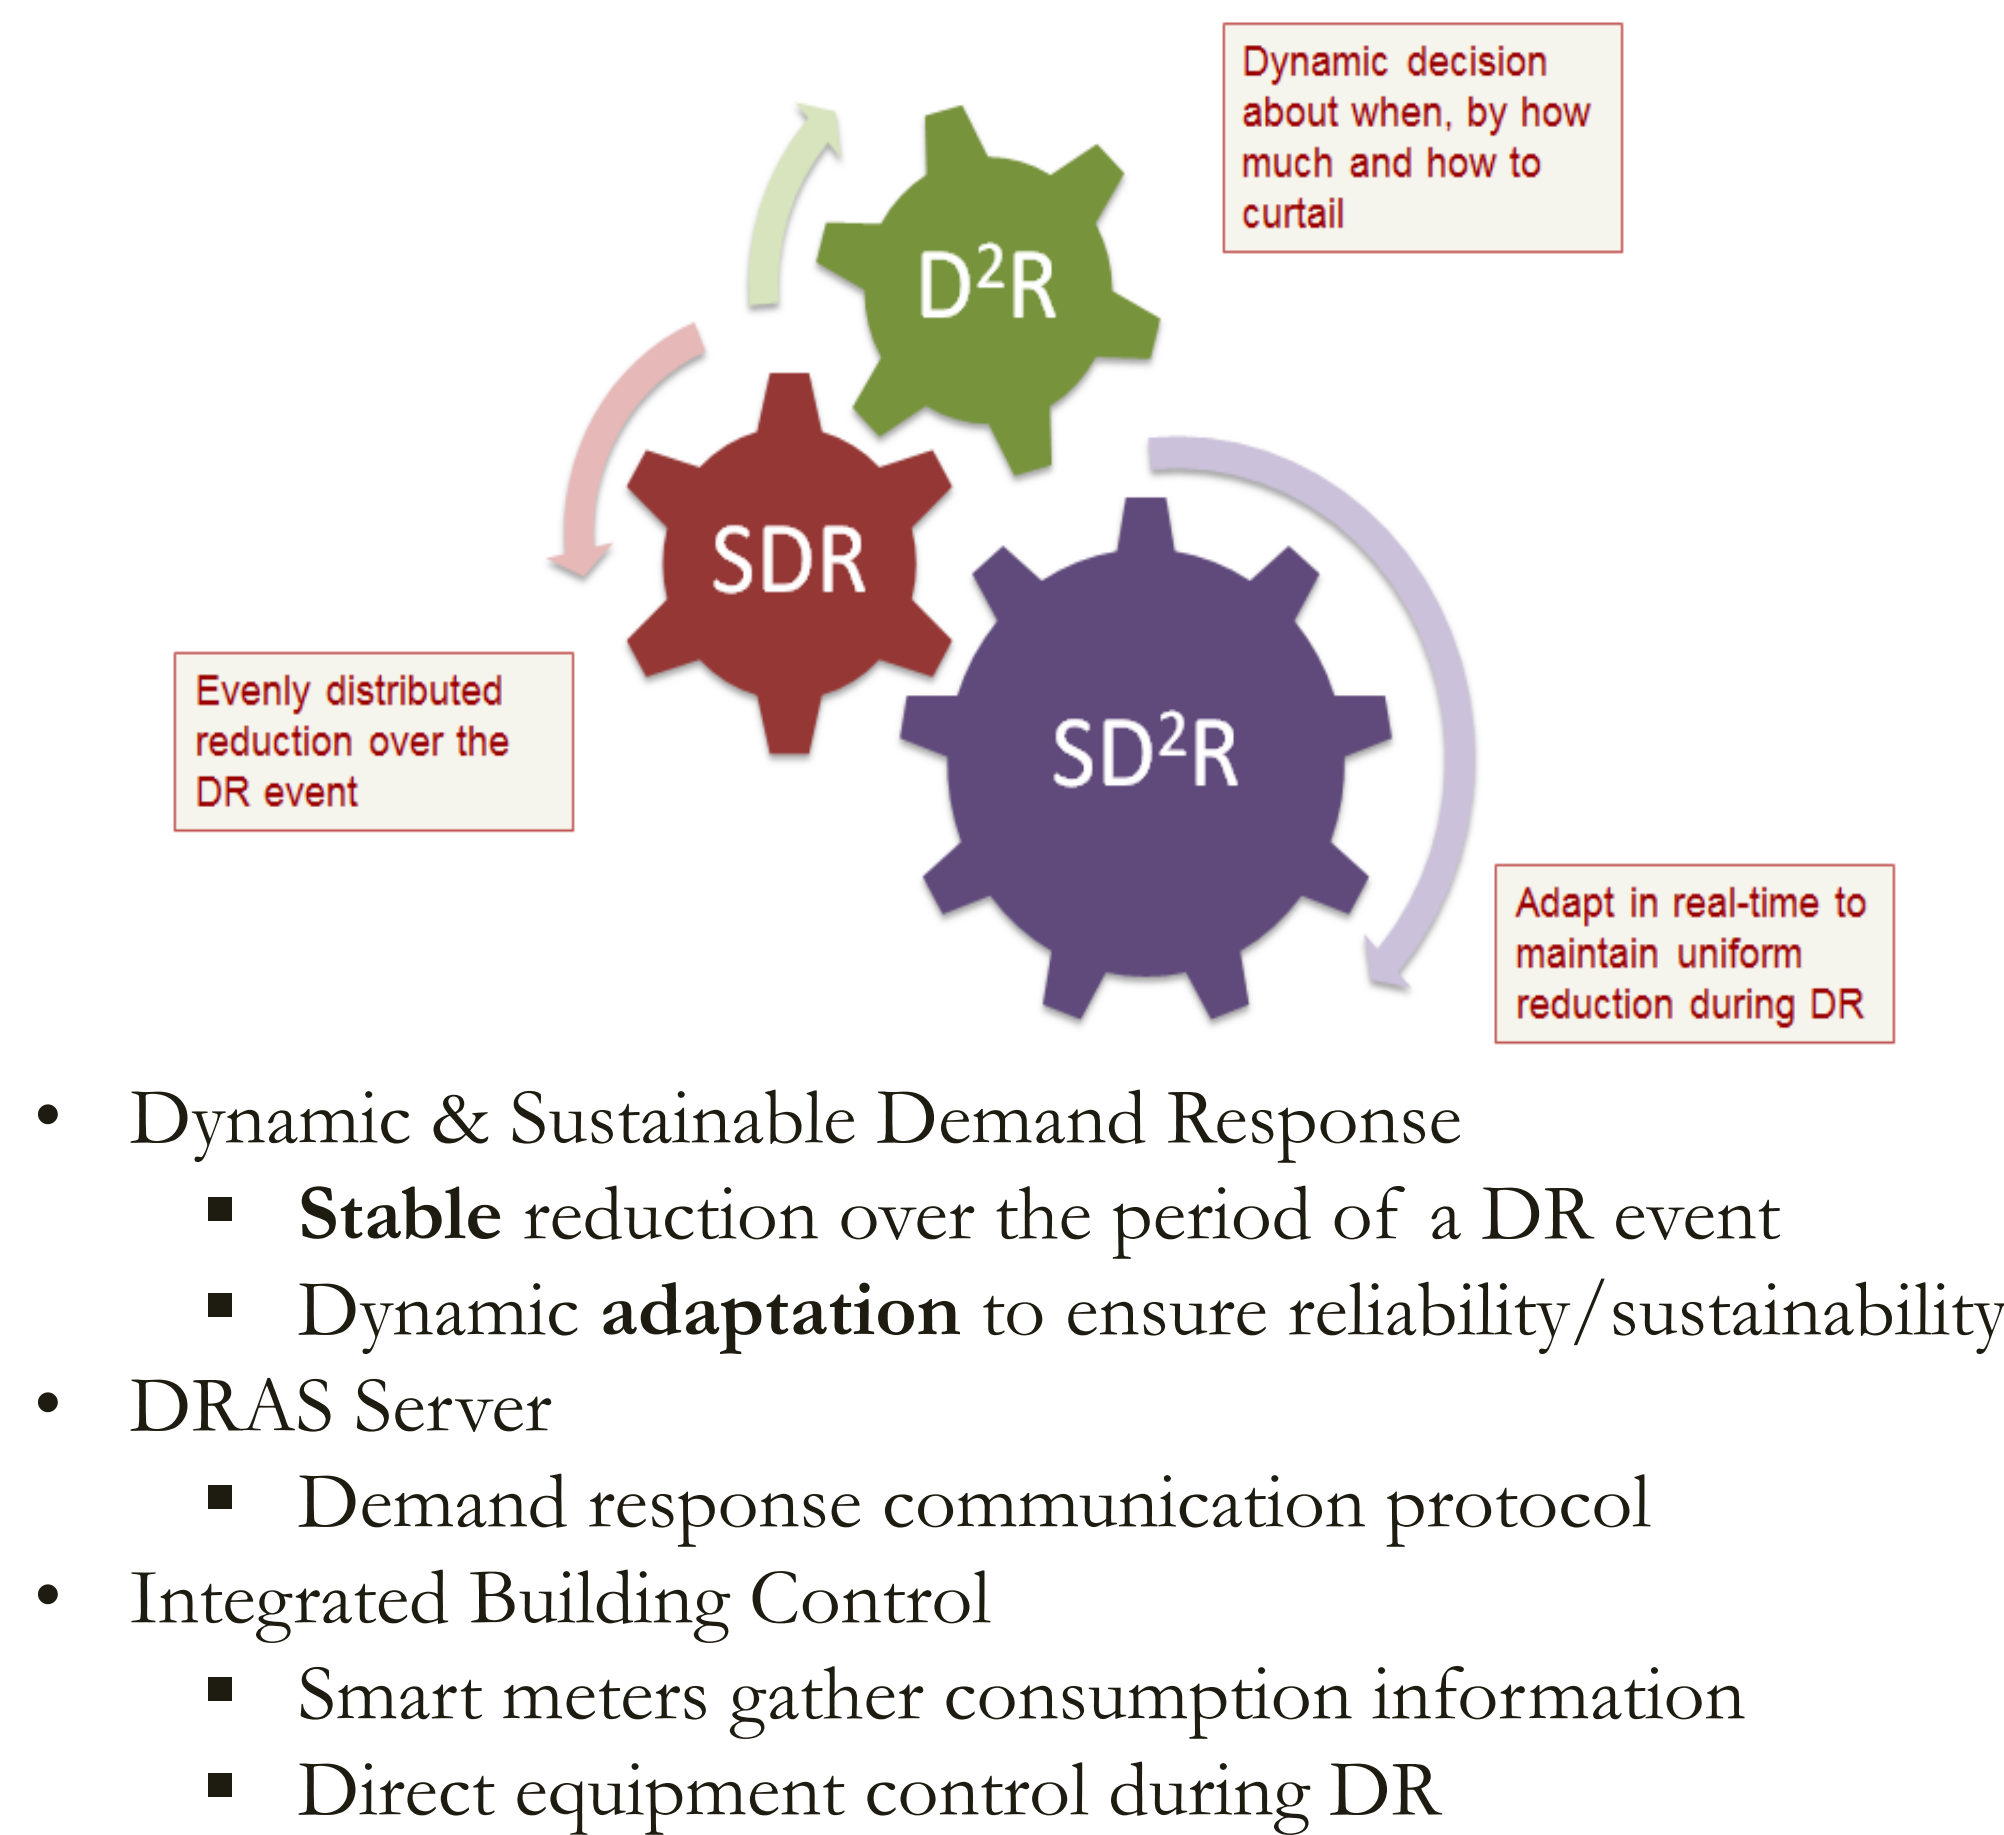 Dynamic decision
about when, by how
much and how to
curtail
D²R
SDR
SD²R
Evenly distributed
reduction over the
DR event
Adapt in real-time to
maintain uniform
reduction during DR
• Dynamic & Sustainable Demand Response
▪ Stable reduction over the period of a DR event
▪ Dynamic adaptation to ensure reliability/sustainability
• DRAS Server
▪ Demand response communication protocol
• Integrated Building Control
▪ Smart meters gather consumption information
▪ Direct equipment control during DR